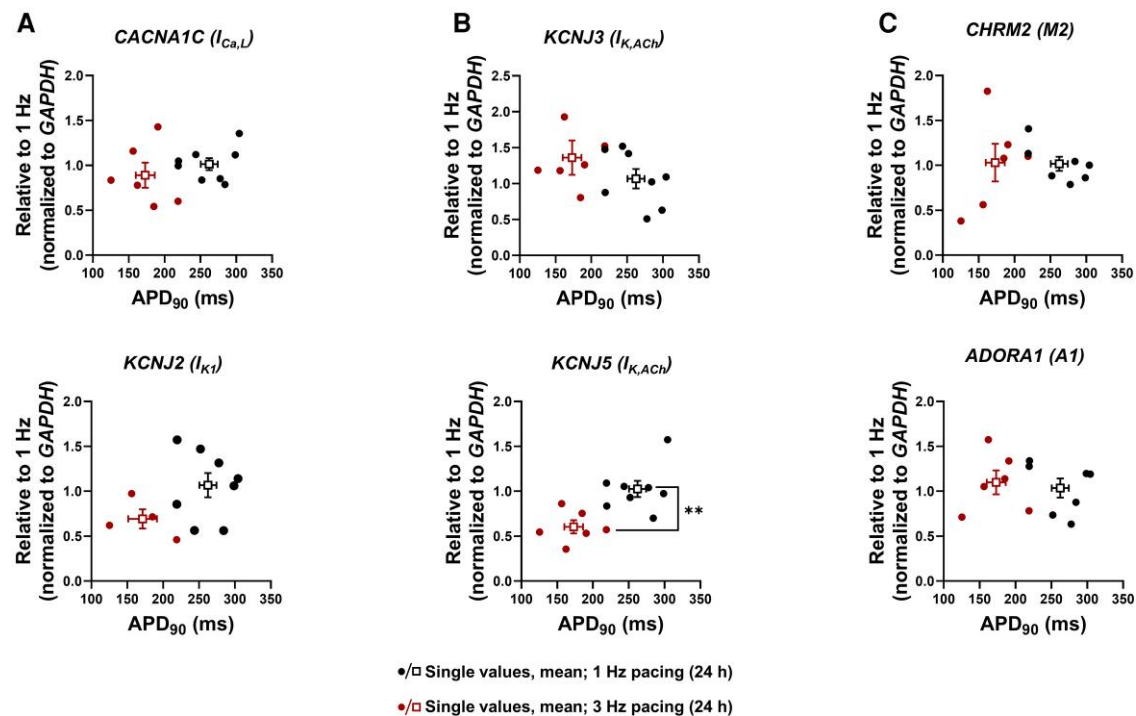 A
CACNA1C (I_Ca,L)
Relative to 1 Hz
(normalized to GAPDH)
2.0
1.5
1.0
0.5
0.0
100 150 200 250 300 350
APD90 (ms)
B
KCNJ3 (I_K,ACh)
Relative to 1 Hz
(normalized to GAPDH)
2.5
2.0
1.5
1.0
0.5
0.0
100 150 200 250 300 350
APD90 (ms)
C
CHRM2 (M2)
Relative to 1 Hz
(normalized to GAPDH)
2.0
1.5
1.0
0.5
0.0
100 150 200 250 300 350
APD90 (ms)
KCNJ2 (I_K1)
Relative to 1 Hz
(normalized to GAPDH)
2.0
1.5
1.0
0.5
0.0
100 150 200 250 300 350
APD90 (ms)
KCNJ5 (I_K,ACh)
Relative to 1 Hz
(normalized to GAPDH)
2.0
1.5
1.0
0.5
0.0
**
100 150 200 250 300 350
APD90 (ms)
ADORA1 (A1)
Relative to 1 Hz
(normalized to GAPDH)
2.0
1.5
1.0
0.5
0.0
100 150 200 250 300 350
APD90 (ms)
Single values, mean; 1 Hz pacing (24 h)
Single values, mean; 3 Hz pacing (24 h)